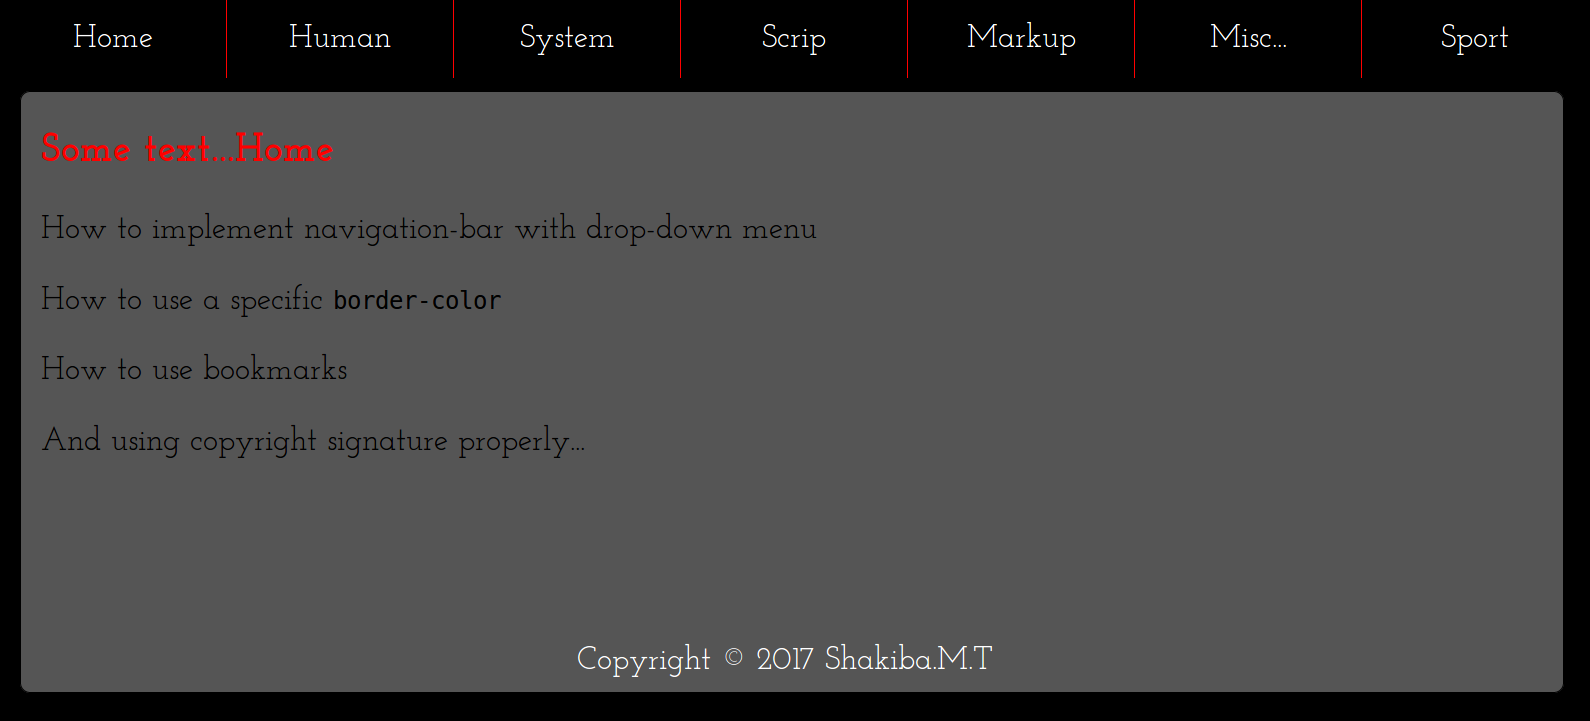 Home Human System Scrip Markup Misc... Sport
Some text...Home
How to implement navigation-bar with drop-down menu
How to use a specific border-color
How to use bookmarks
And using copyright signature properly...
Copyright © 2017 Shakiba.M.T